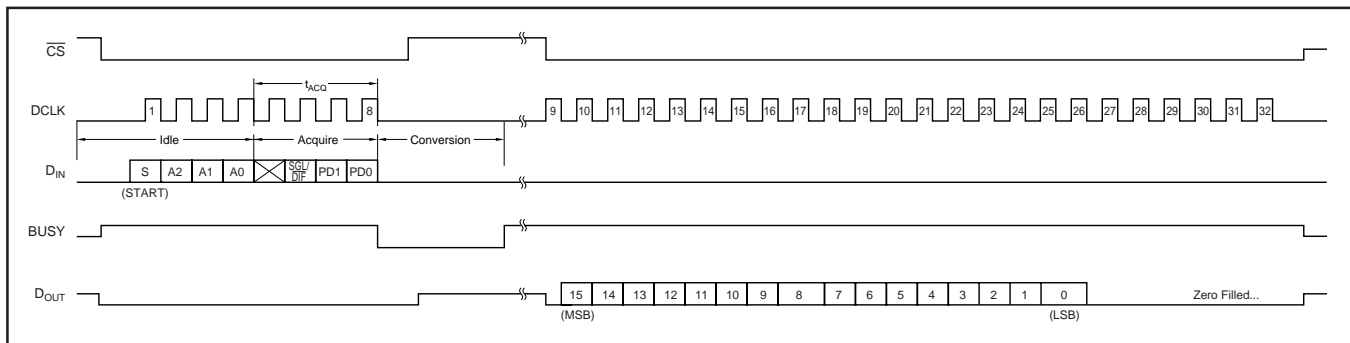 CS
t_ACQ
DCLK 1 8 9 10 11 12 13 14 15 16 17 18 19 20 21 22 23 24 25 26 27 28 29 30 31 32
Idle Acquire Conversion
D_IN S A2 A1 A0 SGL/DIF PD1 PD0
(START)
BUSY
D_OUT 15 14 13 12 11 10 9 8 7 6 5 4 3 2 1 0 Zero Filled...
(MSB) (LSB)